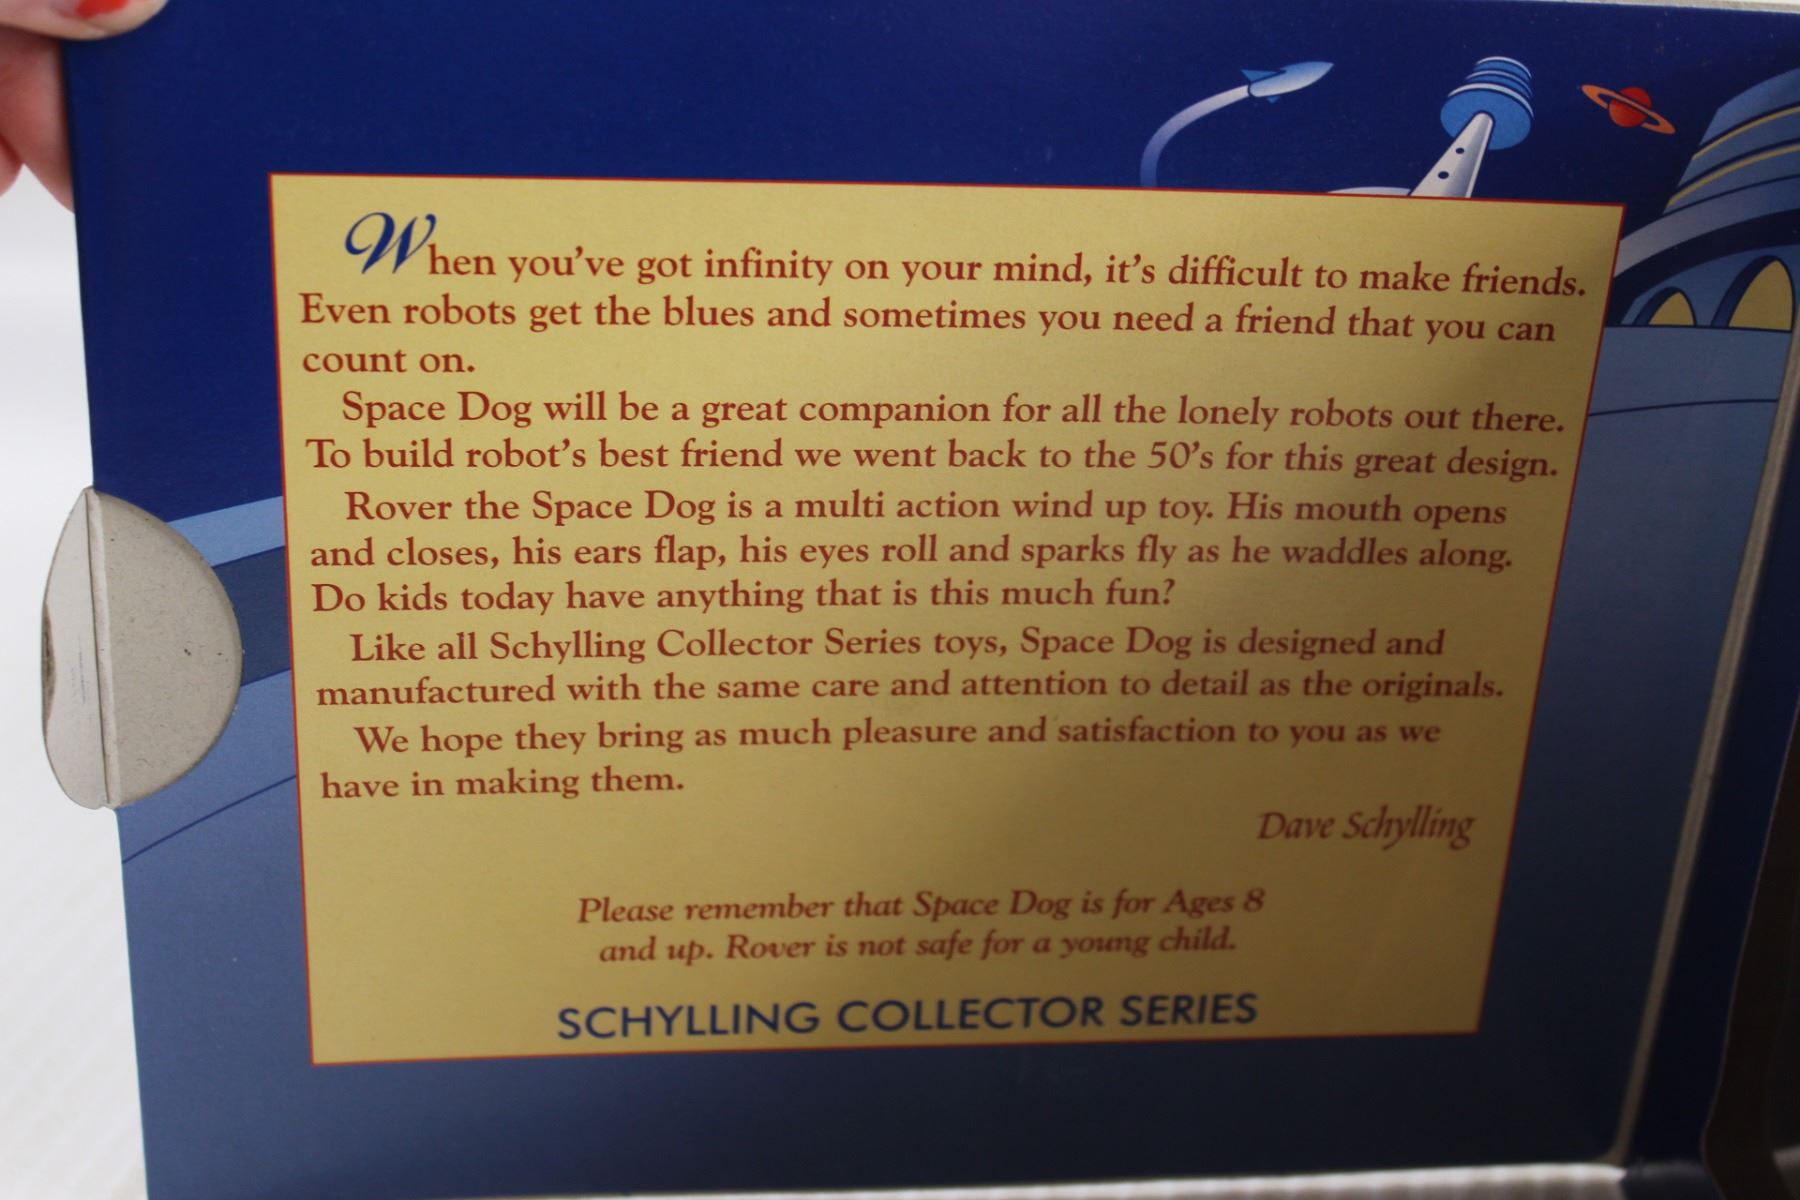 When you've got infinity on your mind, it's difficult to make friends.
Even robots get the blues and sometimes you need a friend that you can
count on.
Space Dog will be a great companion for all the lonely robots out there.
To build robot's best friend we went back to the 50's for this great design.
Rover the Space Dog is a multi action wind up toy. His mouth opens
and closes, his ears flap, his eyes roll and sparks fly as he waddles along.
Do kids today have anything that is this much fun?
Like all Schylling Collector Series toys, Space Dog is designed and
manufactured with the same care and attention to detail as the originals.
We hope they bring as much pleasure and satisfaction to you as we
have in making them.
Dave Schylling
Please remember that Space Dog is for Ages 8
and up. Rover is not safe for a young child.
SCHYLLING COLLECTOR SERIES